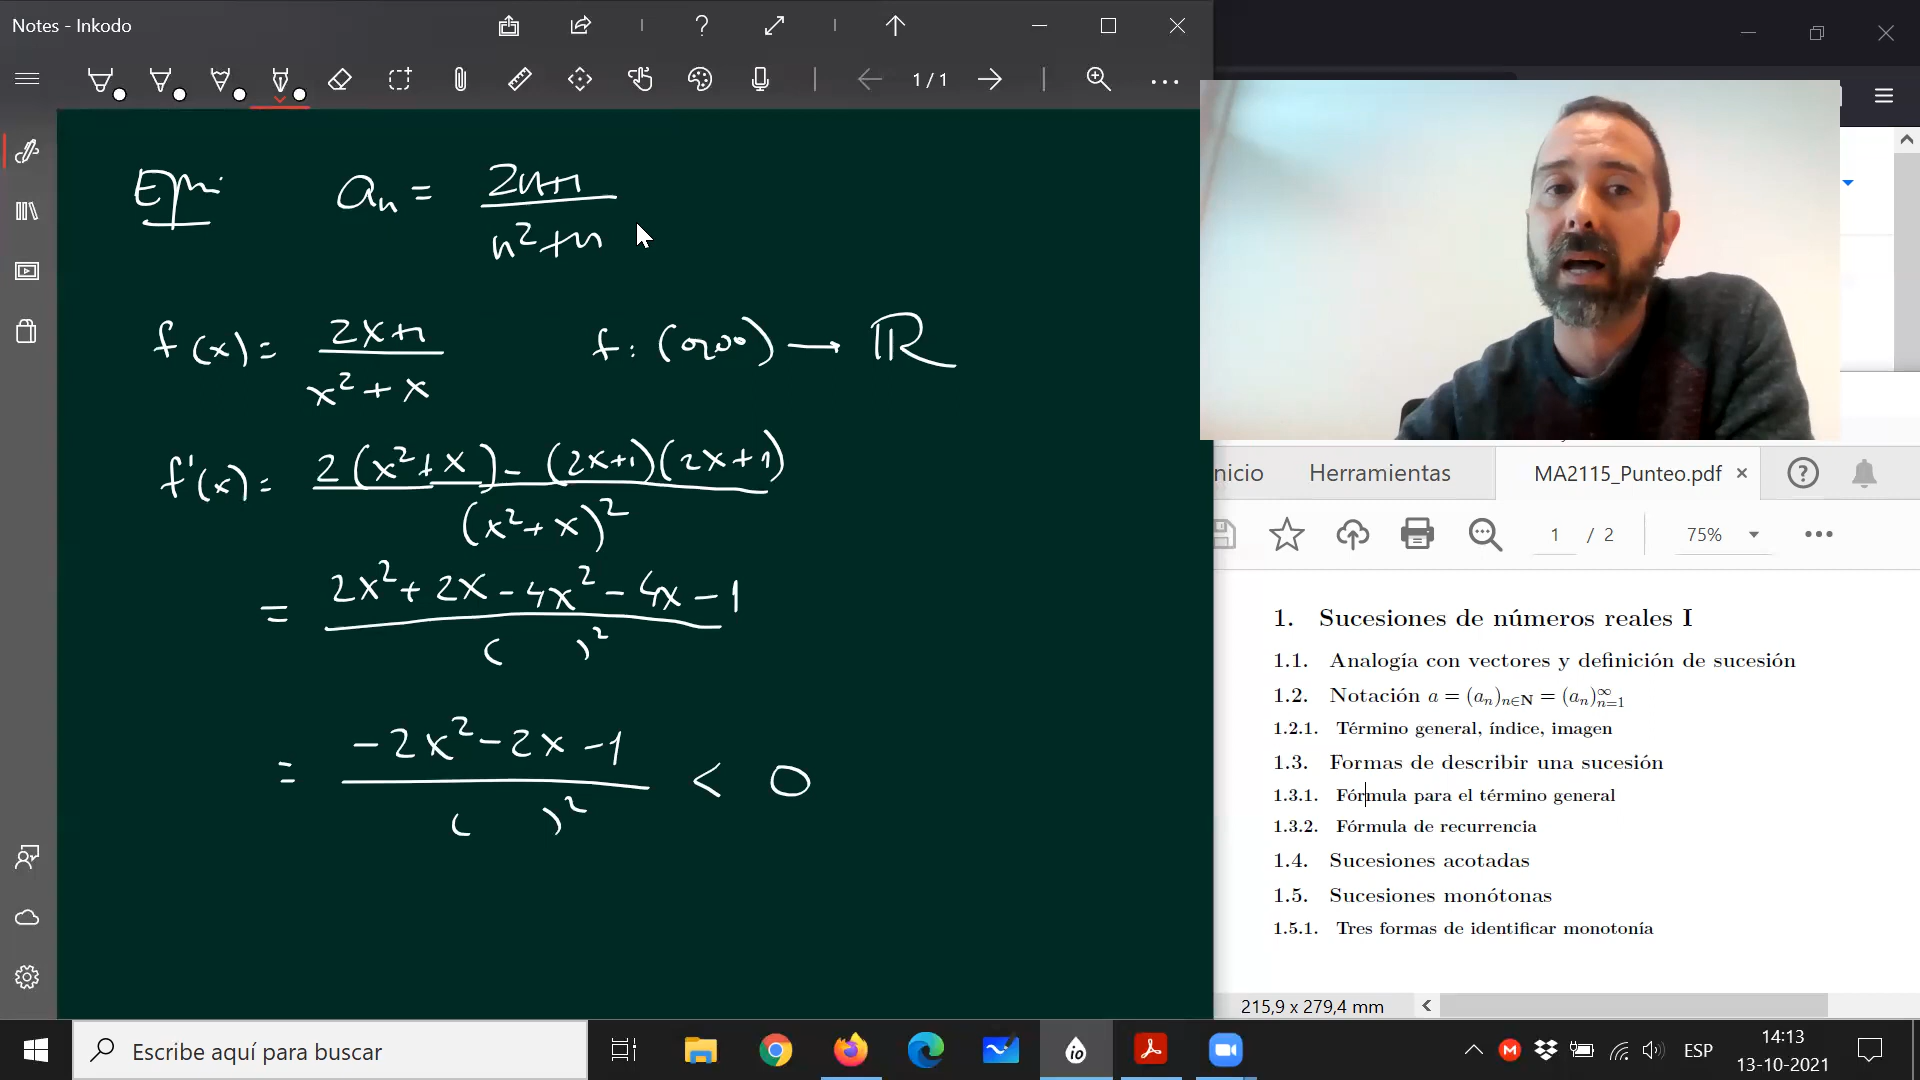 Notes - Inkodo
1 / 1
Ejm: aₙ = 2n+1 / n²+n
f(x) = 2x+1 / x² + x f: (0,∞) → ℝ
f'(x) = 2(x²+x) - (2x+1)(2x+1) / (x²+x)²
= 2x² + 2x - 4x² - 4x - 1 / ( )²
= -2x² - 2x - 1 / ( )² < 0
nicio Herramientas MA2115_Punteo.pdf ×
1 / 2 75%
1. Sucesiones de números reales I
1.1. Analogía con vectores y definición de sucesión
1.2. Notación a = (aₙ)n∈N = (aₙ)∞n=1
1.2.1. Término general, índice, imagen
1.3. Formas de describir una sucesión
1.3.1. Fórmula para el término general
1.3.2. Fórmula de recurrencia
1.4. Sucesiones acotadas
1.5. Sucesiones monótonas
1.5.1. Tres formas de identificar monotonía
215,9 x 279,4 mm
Escribe aquí para buscar
ESP
14:13
13-10-2021